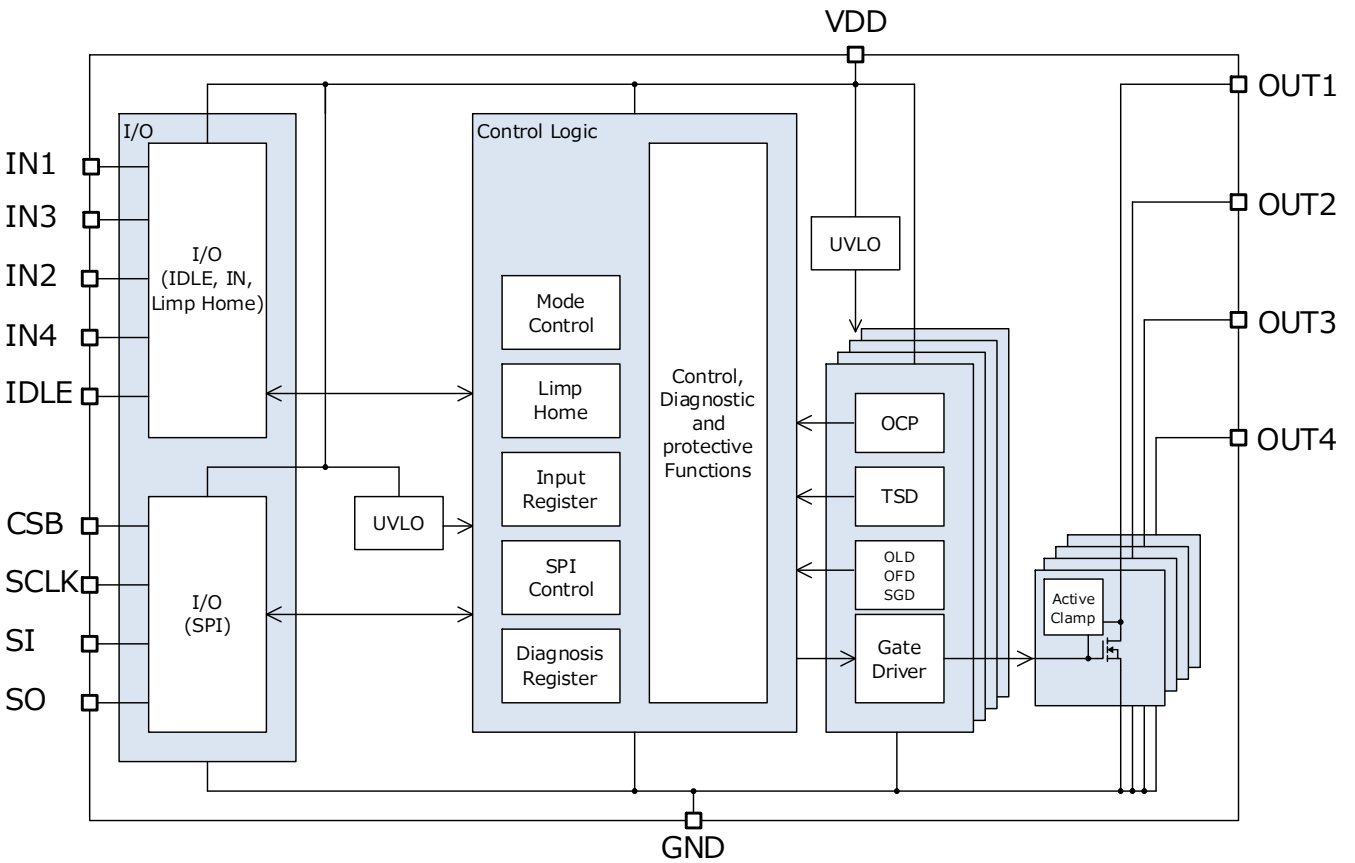 VDD
OUT1
OUT2
OUT3
OUT4
IN1
IN3
IN2
IN4
IDLE
CSB
SCLK
SI
SO
I/O
I/O
(IDLE, IN,
Limp Home)
I/O
(SPI)
UVLO
Control Logic
Mode
Control
Limp
Home
Input
Register
SPI
Control
Diagnosis
Register
Control,
Diagnostic
and
protective
Functions
UVLO
OCP
TSD
OLD
OFD
SGD
Gate
Driver
Active
Clamp
GND